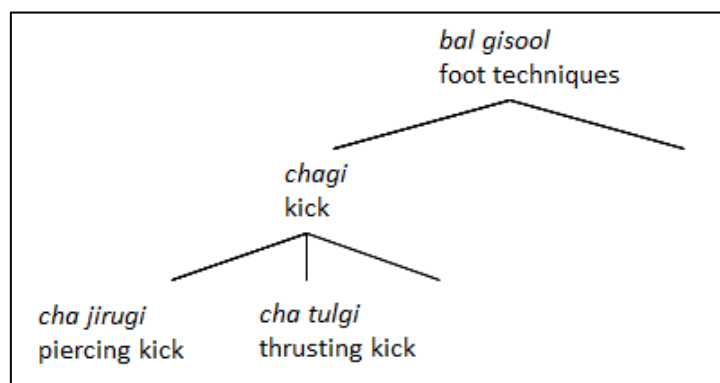 bal gisool
foot techniques
chagi
kick
cha jirugi
piercing kick
cha tulgi
thrusting kick